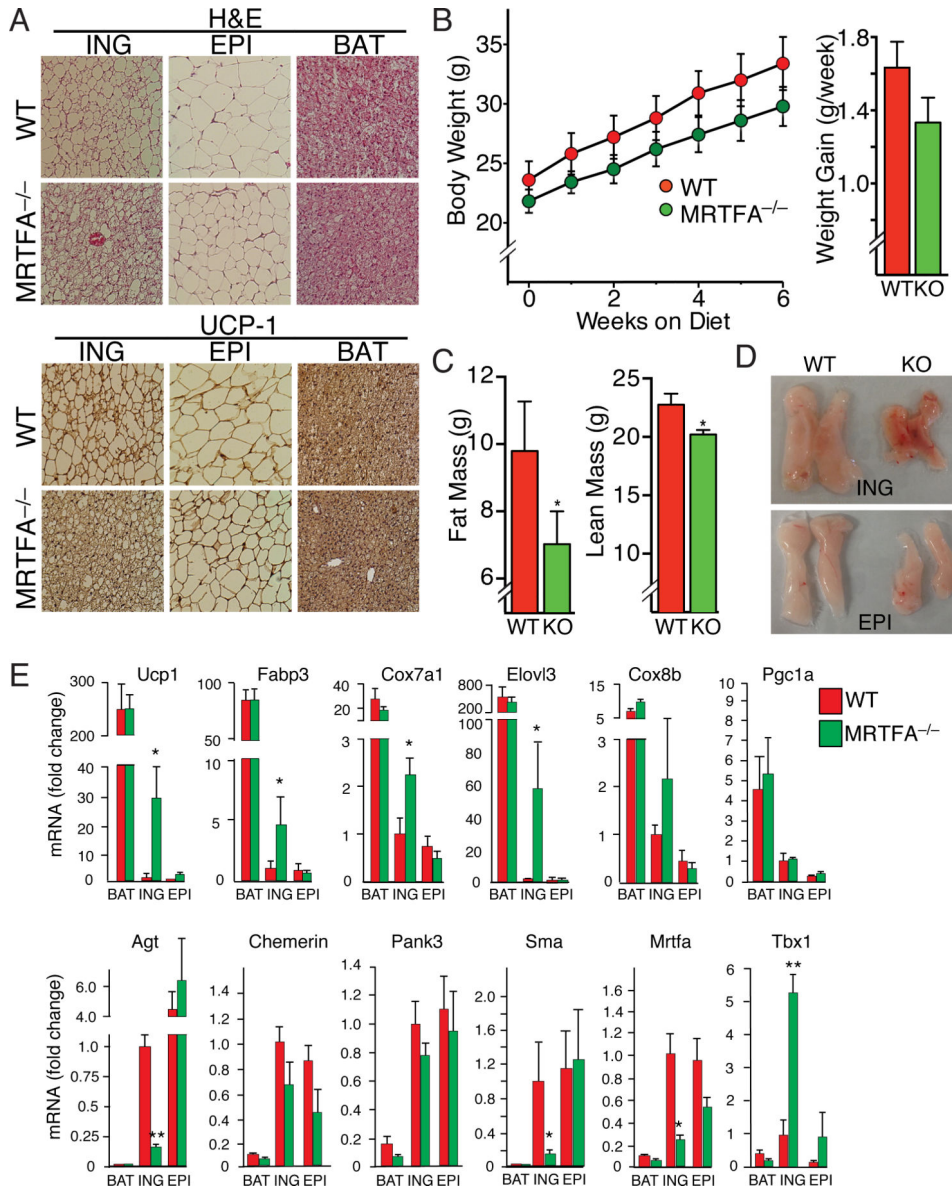 A
H&E
ING EPI BAT
WT
MRTFA−/−
UCP-1
ING EPI BAT
WT
MRTFA−/−
B
Body Weight (g)
35
30
25
20
0 2 4 6
Weeks on Diet
WT
MRTFA−/−
Weight Gain (g/week)
1.8
1.4
1.0
WT KO
C
Fat Mass (g)
12
10
8
6
*
WT KO
Lean Mass (g)
25
20
15
10
*
WT KO
D
WT KO
ING
EPI
E
mRNA (fold change)
Ucp1
300
200
40
30
20
10
0
*
BAT ING EPI
Fabp3
100
50
10
5
0
*
BAT ING EPI
Cox7a1
40
20
3
2
1
0
*
BAT ING EPI
Elovl3
800
200
100
80
60
40
20
0
*
BAT ING EPI
Cox8b
15
5
3
2
1
0
BAT ING EPI
Pgc1a
10
9
8
7
6
5
4
3
2
1
0
BAT ING EPI
WT
MRTFA−/−
mRNA (fold change)
Agt
6.0
4.0
1.0
0.75
0.50
0.25
0
**
BAT ING EPI
Chemerin
1.4
1.2
1.0
0.8
0.6
0.4
0.2
0
BAT ING EPI
Pank3
1.4
1.2
1.0
0.8
0.6
0.4
0.2
0
BAT ING EPI
Sma
2.0
1.6
1.2
0.8
0.4
0
*
BAT ING EPI
Mrtfa
1.4
1.2
1.0
0.8
0.6
0.4
0.2
0
*
BAT ING EPI
Tbx1
6
5
4
3
2
1
0
**
BAT ING EPI